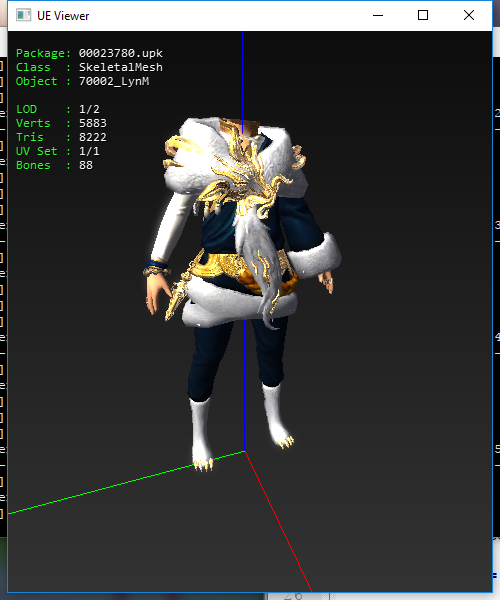 UE Viewer
Package: 00023780.upk
Class : SkeletalMesh
Object : 70002_LynM
LOD : 1/2
Verts : 5883
Tris : 8222
UV Set : 1/1
Bones : 88